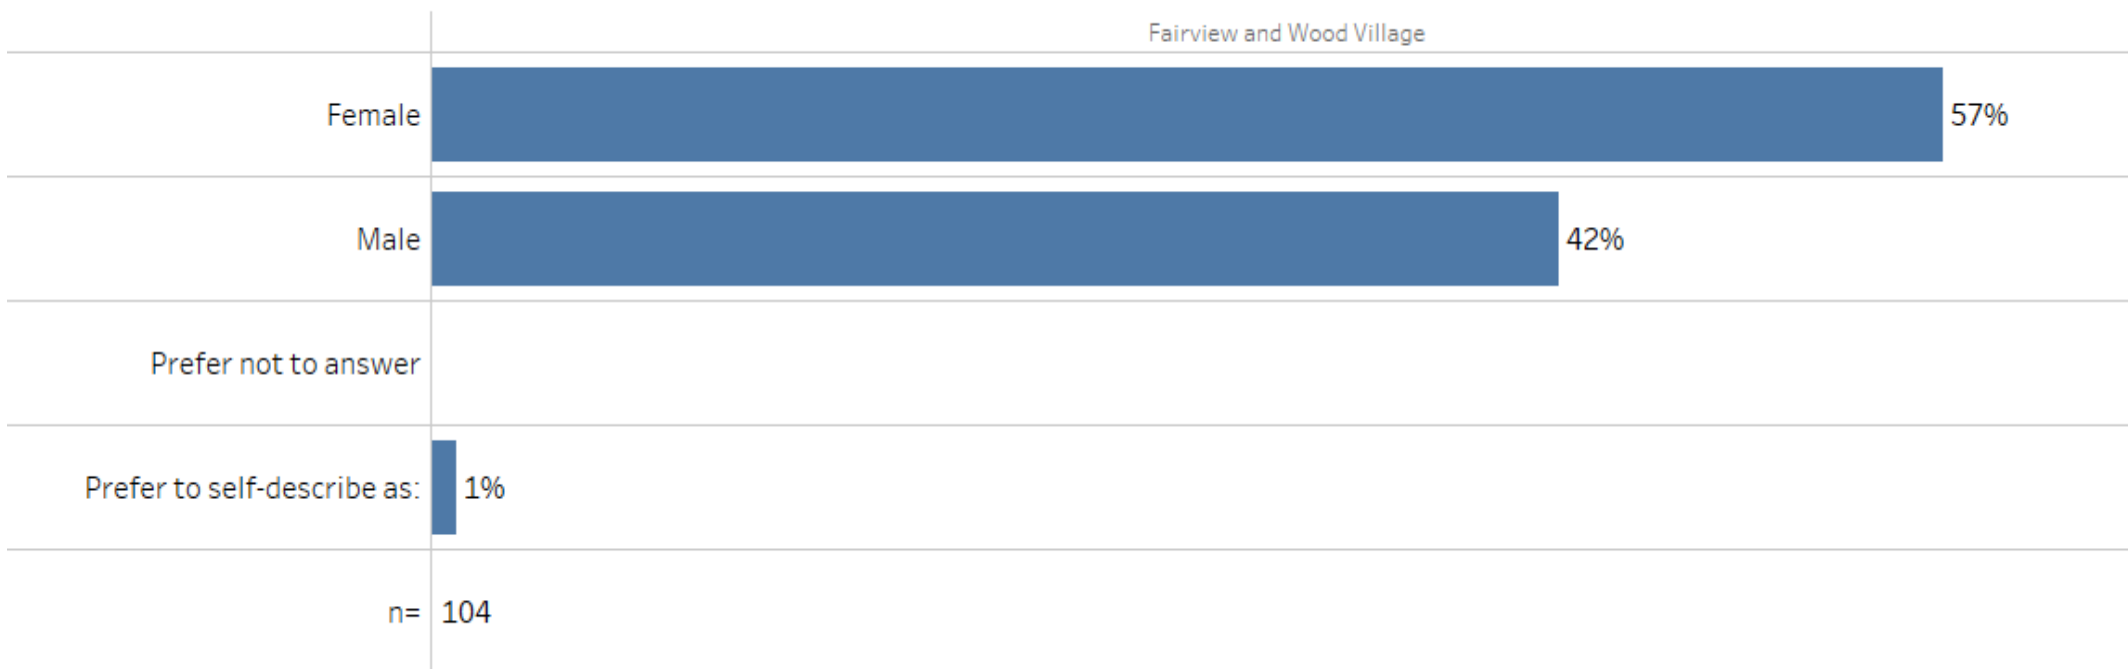 Fairview and Wood Village
Female 57%
Male 42%
Prefer not to answer
Prefer to self-describe as: 1%
n= 104